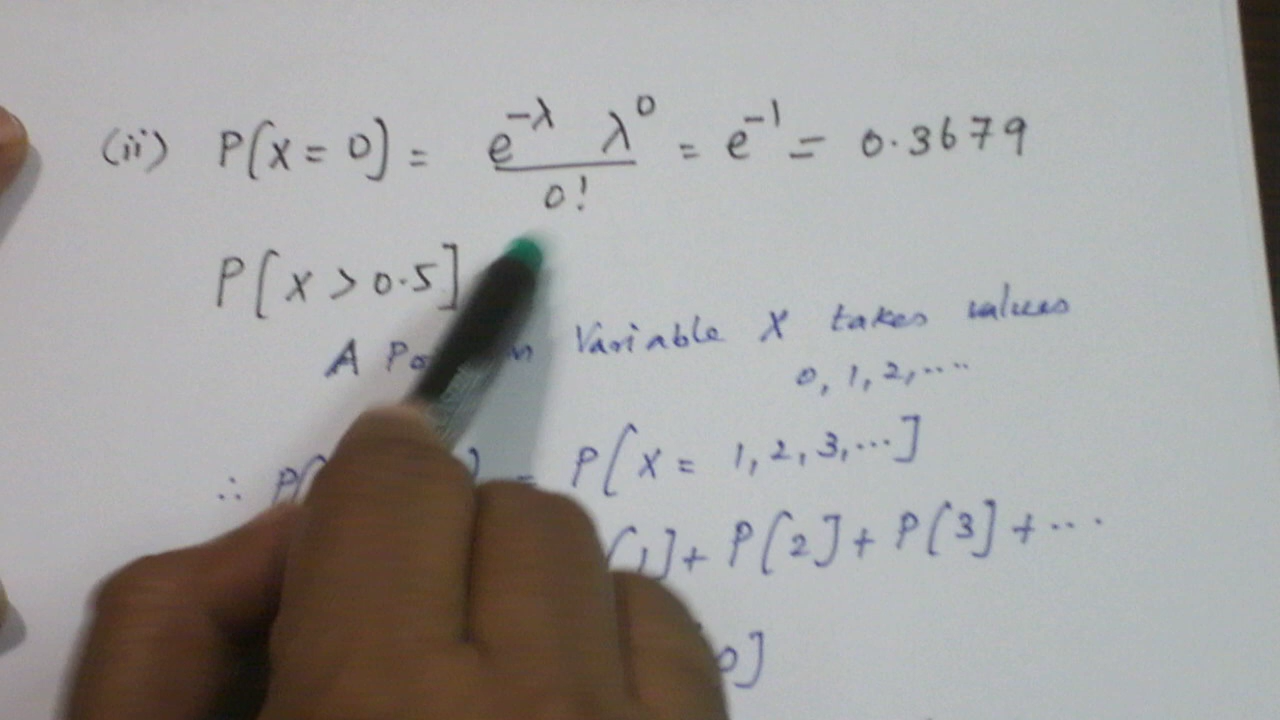 (ii) P[X = 0] = e^{-λ} λ^0 / 0! = e^{-1} = 0.3679
P[X > 0.5]
A Variable X takes values
0, 1, 2, ....
∴ = P[X = 1, 2, 3, ...]
[1] + P[2] + P[3] + ...
0]